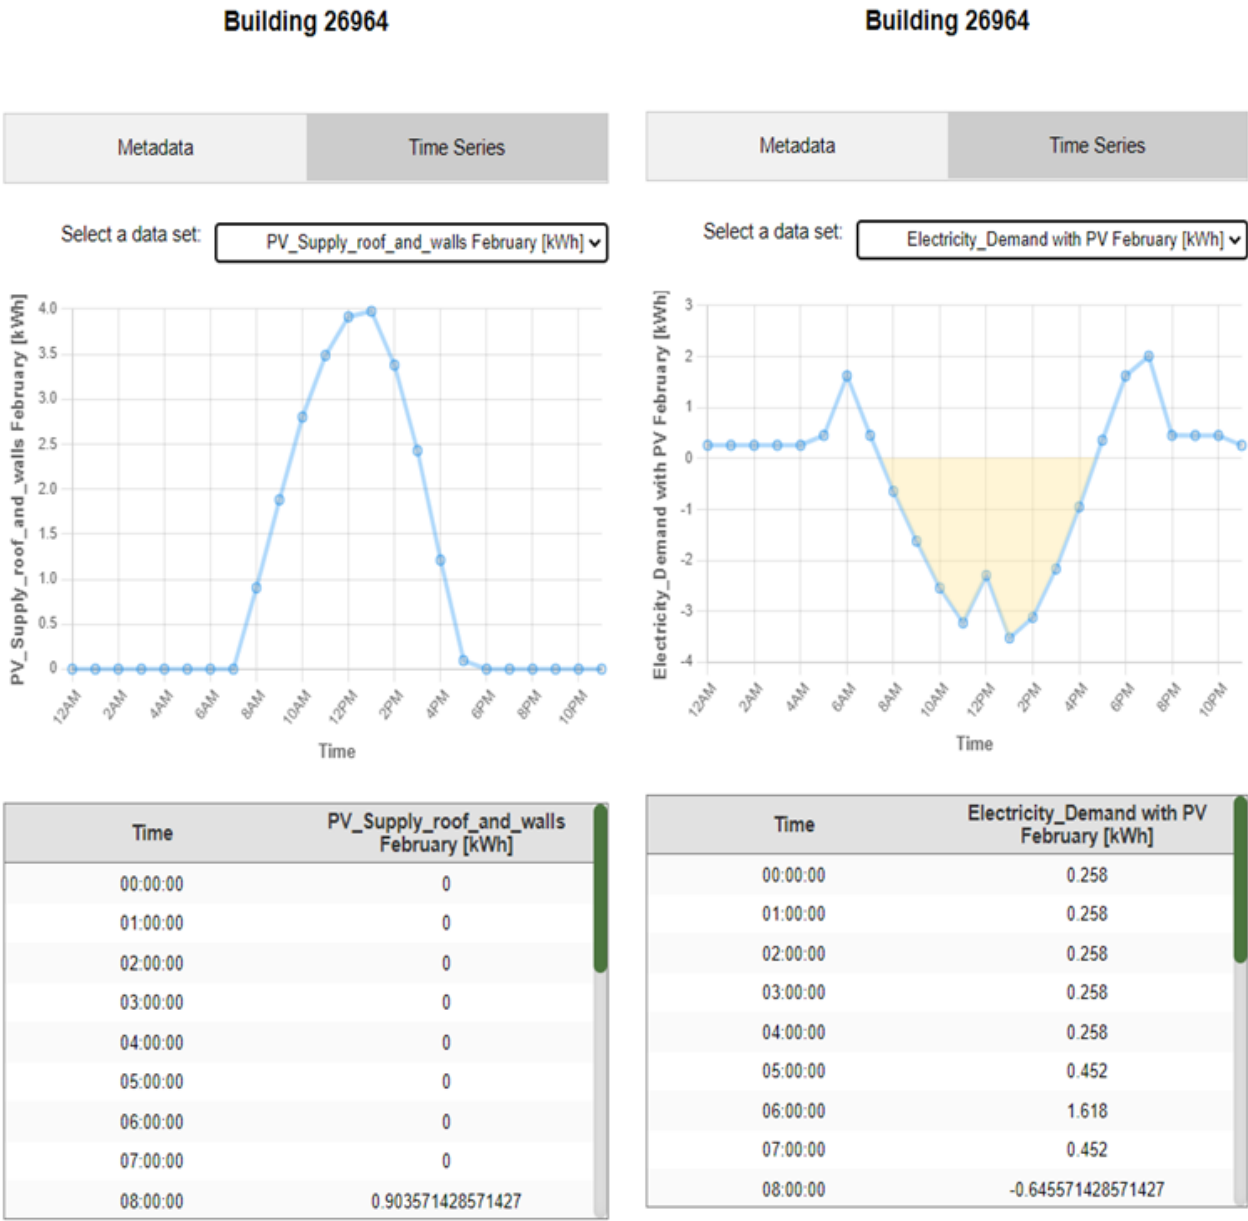 Building 26964
Metadata
Time Series
Select a data set:
PV_Supply_roof_and_walls February [kWh]
PV_Supply_roof_and_walls February [kWh]
4.0
3.5
3.0
2.5
2.0
1.5
1.0
0.5
0
12AM 2AM 4AM 6AM 8AM 10AM 12PM 2PM 4PM 6PM 8PM 10PM
Time
Time PV_Supply_roof_and_walls
February [kWh]
00:00:00 0
01:00:00 0
02:00:00 0
03:00:00 0
04:00:00 0
05:00:00 0
06:00:00 0
07:00:00 0
08:00:00 0.903571428571427
Building 26964
Metadata
Time Series
Select a data set:
Electricity_Demand with PV February [kWh]
Electricity_Demand with PV February [kWh]
3
2
1
0
-1
-2
-3
-4
12AM 2AM 4AM 6AM 8AM 10AM 12PM 2PM 4PM 6PM 8PM 10PM
Time
Time Electricity_Demand with PV
February [kWh]
00:00:00 0.258
01:00:00 0.258
02:00:00 0.258
03:00:00 0.258
04:00:00 0.258
05:00:00 0.452
06:00:00 1.618
07:00:00 0.452
08:00:00 -0.645571428571427